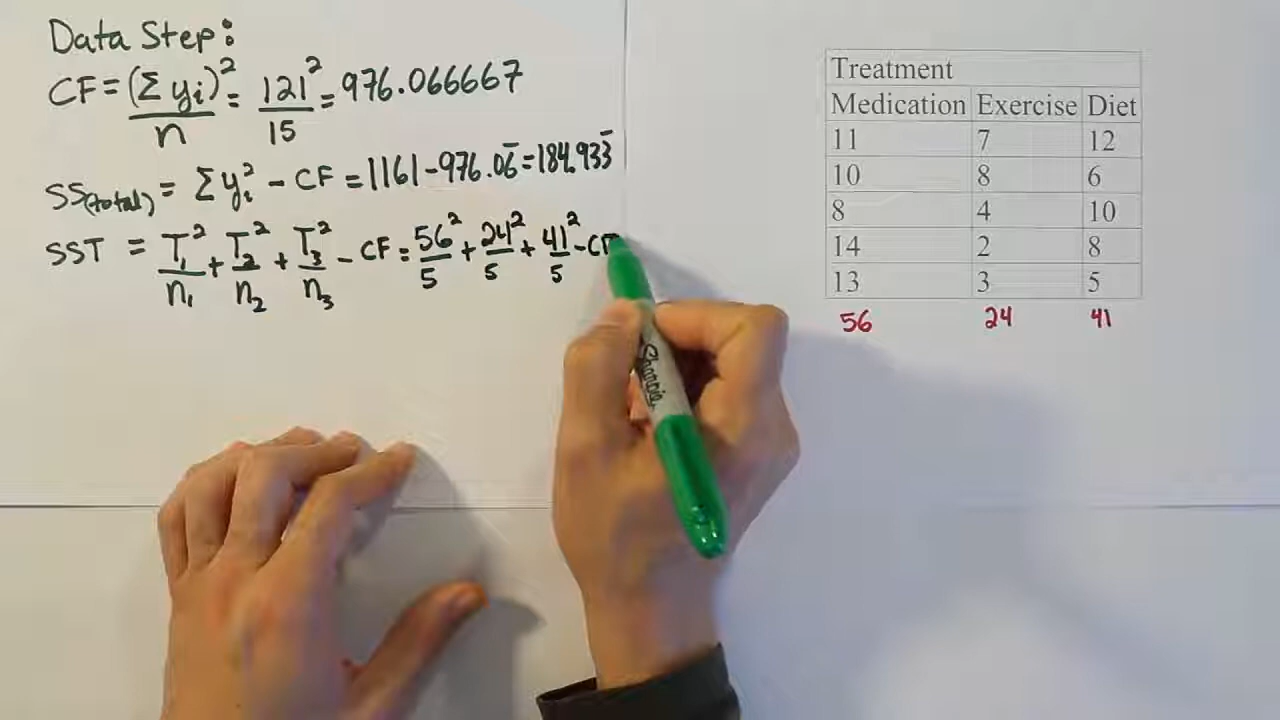 Data Step:
CF = (Σ yi)² / n = 121² / 15 = 976.066667
SS(total) = Σ yi² - CF = 1161 - 976.06̅ = 184.933̅
SST = T₁²/n₁ + T₂²/n₂ + T₃²/n₃ - CF = 56²/5 + 24²/5 + 41²/5 - CF
Treatment
Medication Exercise Diet
11 7 12
10 8 6
8 4 10
14 2 8
13 3 5
56 24 41
Sharpie